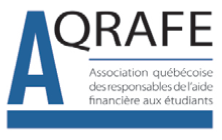 AQRAFE
Association québécoise
des responsables de l'aide
financière aux étudiants